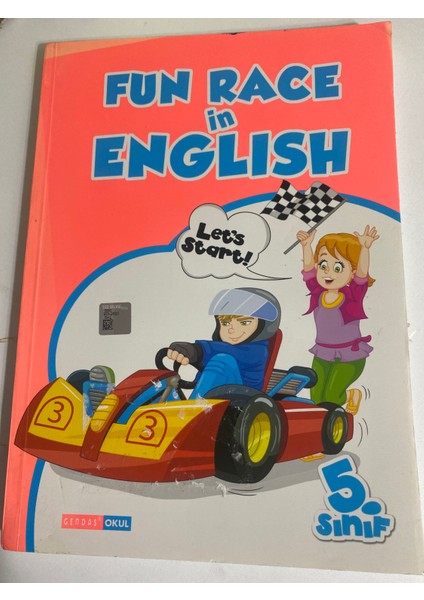 FUN RACE
in
ENGLISH
Let's
start!
3
3
5.
SINIF
GENDAŞ OKUL